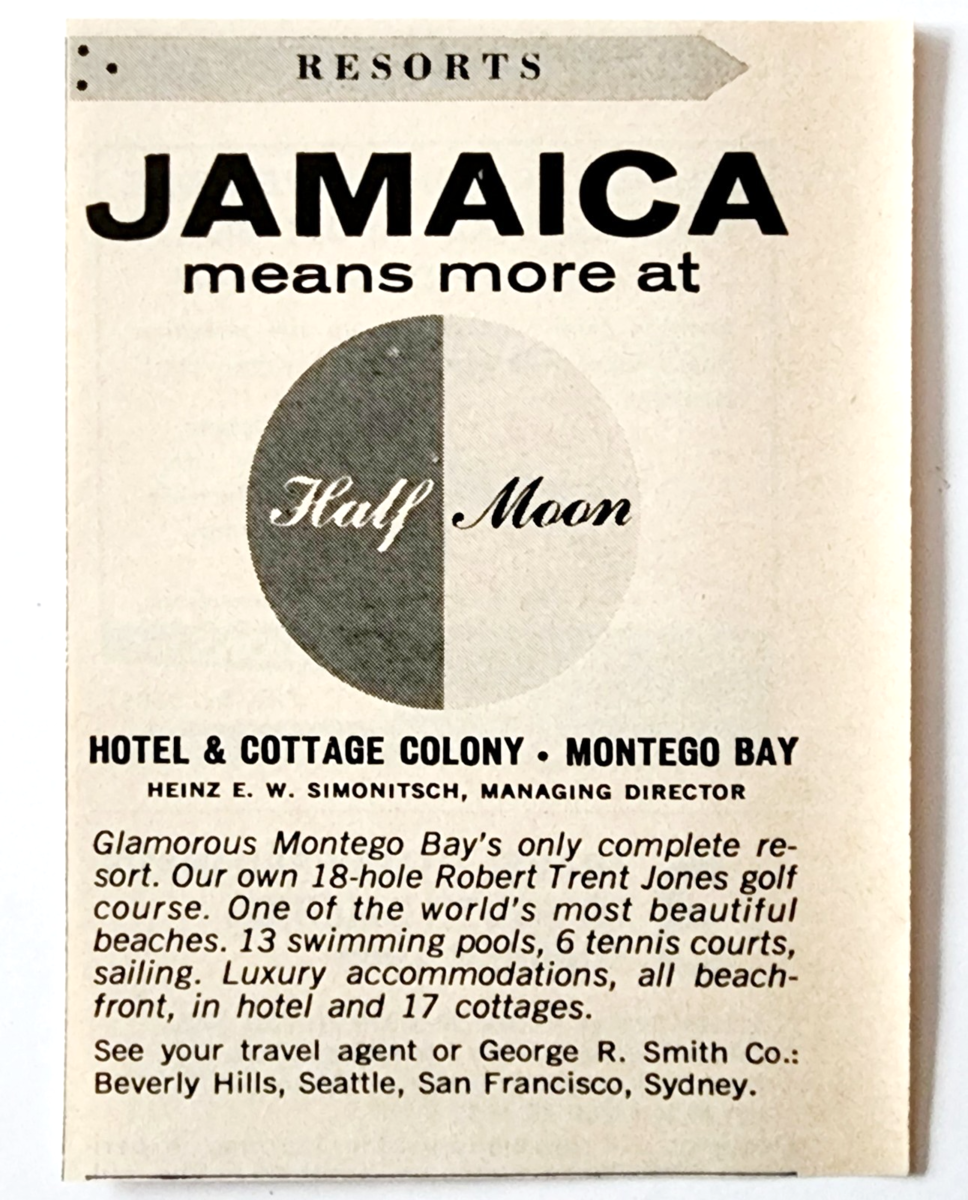 RESORTS
JAMAICA
means more at
Half Moon
HOTEL & COTTAGE COLONY • MONTEGO BAY
HEINZ E. W. SIMONITSCH, MANAGING DIRECTOR
Glamorous Montego Bay's only complete re-
sort. Our own 18-hole Robert Trent Jones golf
course. One of the world's most beautiful
beaches. 13 swimming pools, 6 tennis courts,
sailing. Luxury accommodations, all beach-
front, in hotel and 17 cottages.
See your travel agent or George R. Smith Co.:
Beverly Hills, Seattle, San Francisco, Sydney.